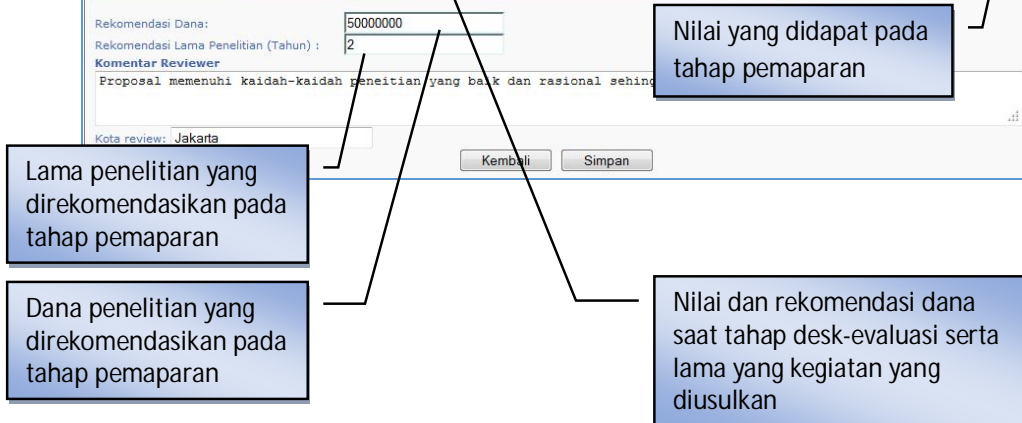 Rekomendasi Dana: 50000000
Rekomendasi Lama Penelitian (Tahun) : 2
Komentar Reviewer
Proposal memenuhi kaidah-kaidah peneitian yang baik dan rasional sehing
Kota review: Jakarta
Kembali Simpan
Nilai yang didapat pada
tahap pemaparan
Lama penelitian yang
direkomendasikan pada
tahap pemaparan
Dana penelitian yang
direkomendasikan pada
tahap pemaparan
Nilai dan rekomendasi dana
saat tahap desk-evaluasi serta
lama yang kegiatan yang
diusulkan